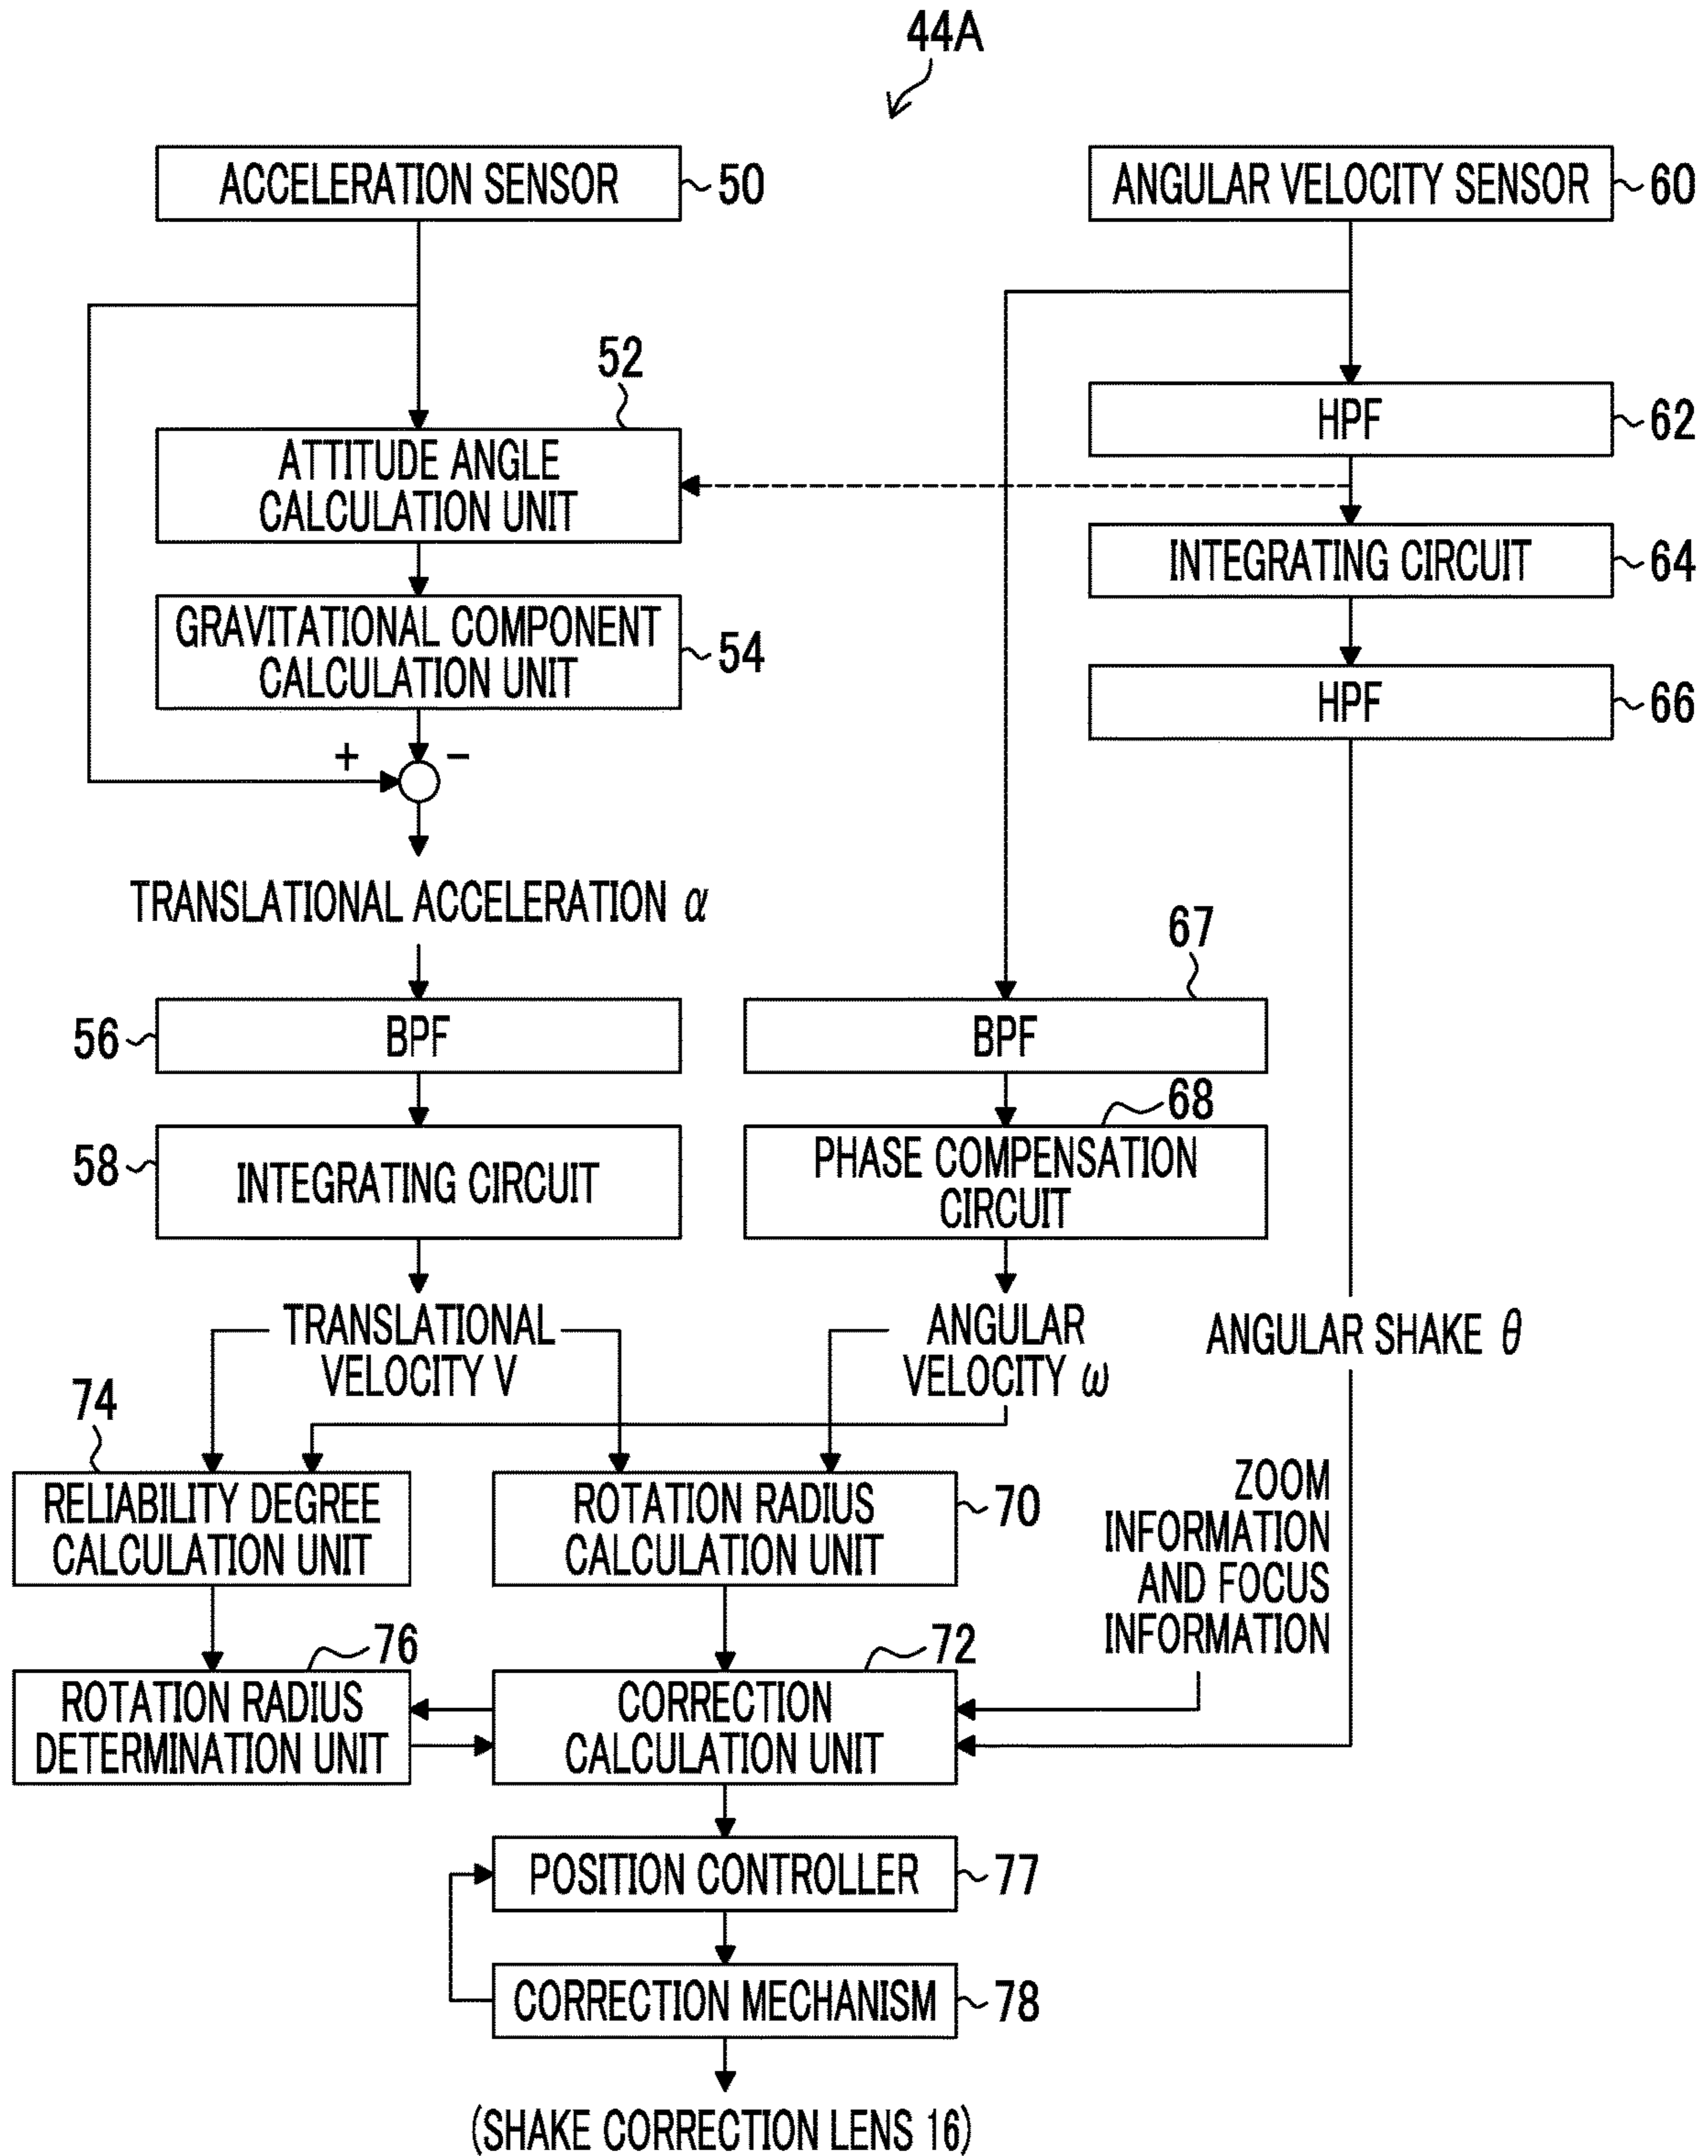 44A
ACCELERATION SENSOR
50
ANGULAR VELOCITY SENSOR
60
52
HPF
62
ATTITUDE ANGLE
CALCULATION UNIT
INTEGRATING CIRCUIT
64
GRAVITATIONAL COMPONENT
CALCULATION UNIT
54
HPF
66
+
−
TRANSLATIONAL ACCELERATION α
67
56
BPF
BPF
68
58
INTEGRATING CIRCUIT
PHASE COMPENSATION
CIRCUIT
TRANSLATIONAL
VELOCITY V
ANGULAR
VELOCITY ω
ANGULAR SHAKE θ
74
RELIABILITY DEGREE
CALCULATION UNIT
ROTATION RADIUS
CALCULATION UNIT
70
ZOOM
INFORMATION
AND FOCUS
INFORMATION
76
72
ROTATION RADIUS
DETERMINATION UNIT
CORRECTION
CALCULATION UNIT
POSITION CONTROLLER
77
CORRECTION MECHANISM
78
(SHAKE CORRECTION LENS 16)